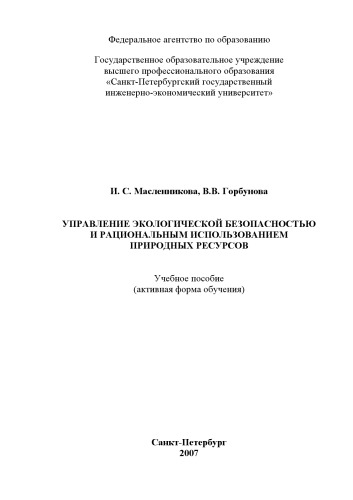 Федеральное агентство по образованию
Государственное образовательное учреждение
высшего профессионального образования
«Санкт-Петербургский государственный
инженерно-экономический университет»
И. С. Масленникова, В.В. Горбунова
УПРАВЛЕНИЕ ЭКОЛОГИЧЕСКОЙ БЕЗОПАСНОСТЬЮ
И РАЦИОНАЛЬНЫМ ИСПОЛЬЗОВАНИЕМ
ПРИРОДНЫХ РЕСУРСОВ
Учебное пособие
(активная форма обучения)
Санкт-Петербург
2007